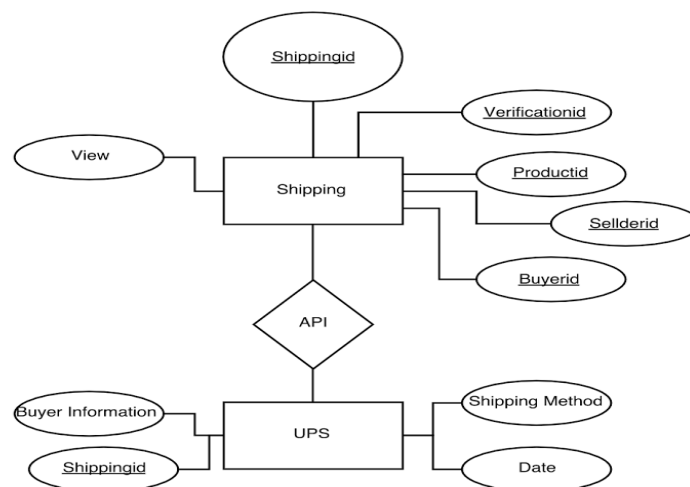 Shippingid
Verificationid
View
Productid
Shipping
Sellderid
Buyerid
API
Shipping Method
Buyer Information
UPS
Shippingid
Date